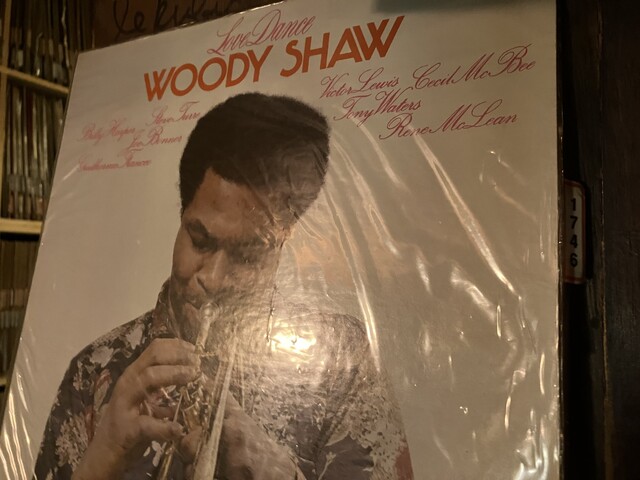 Love Dance
WOODY SHAW
Victor Lewis Cecil McBee
Tony Waters
Rene McLean
Steve Turre
Billy Harper
Joe Bonner
Guilherme Franco
1746